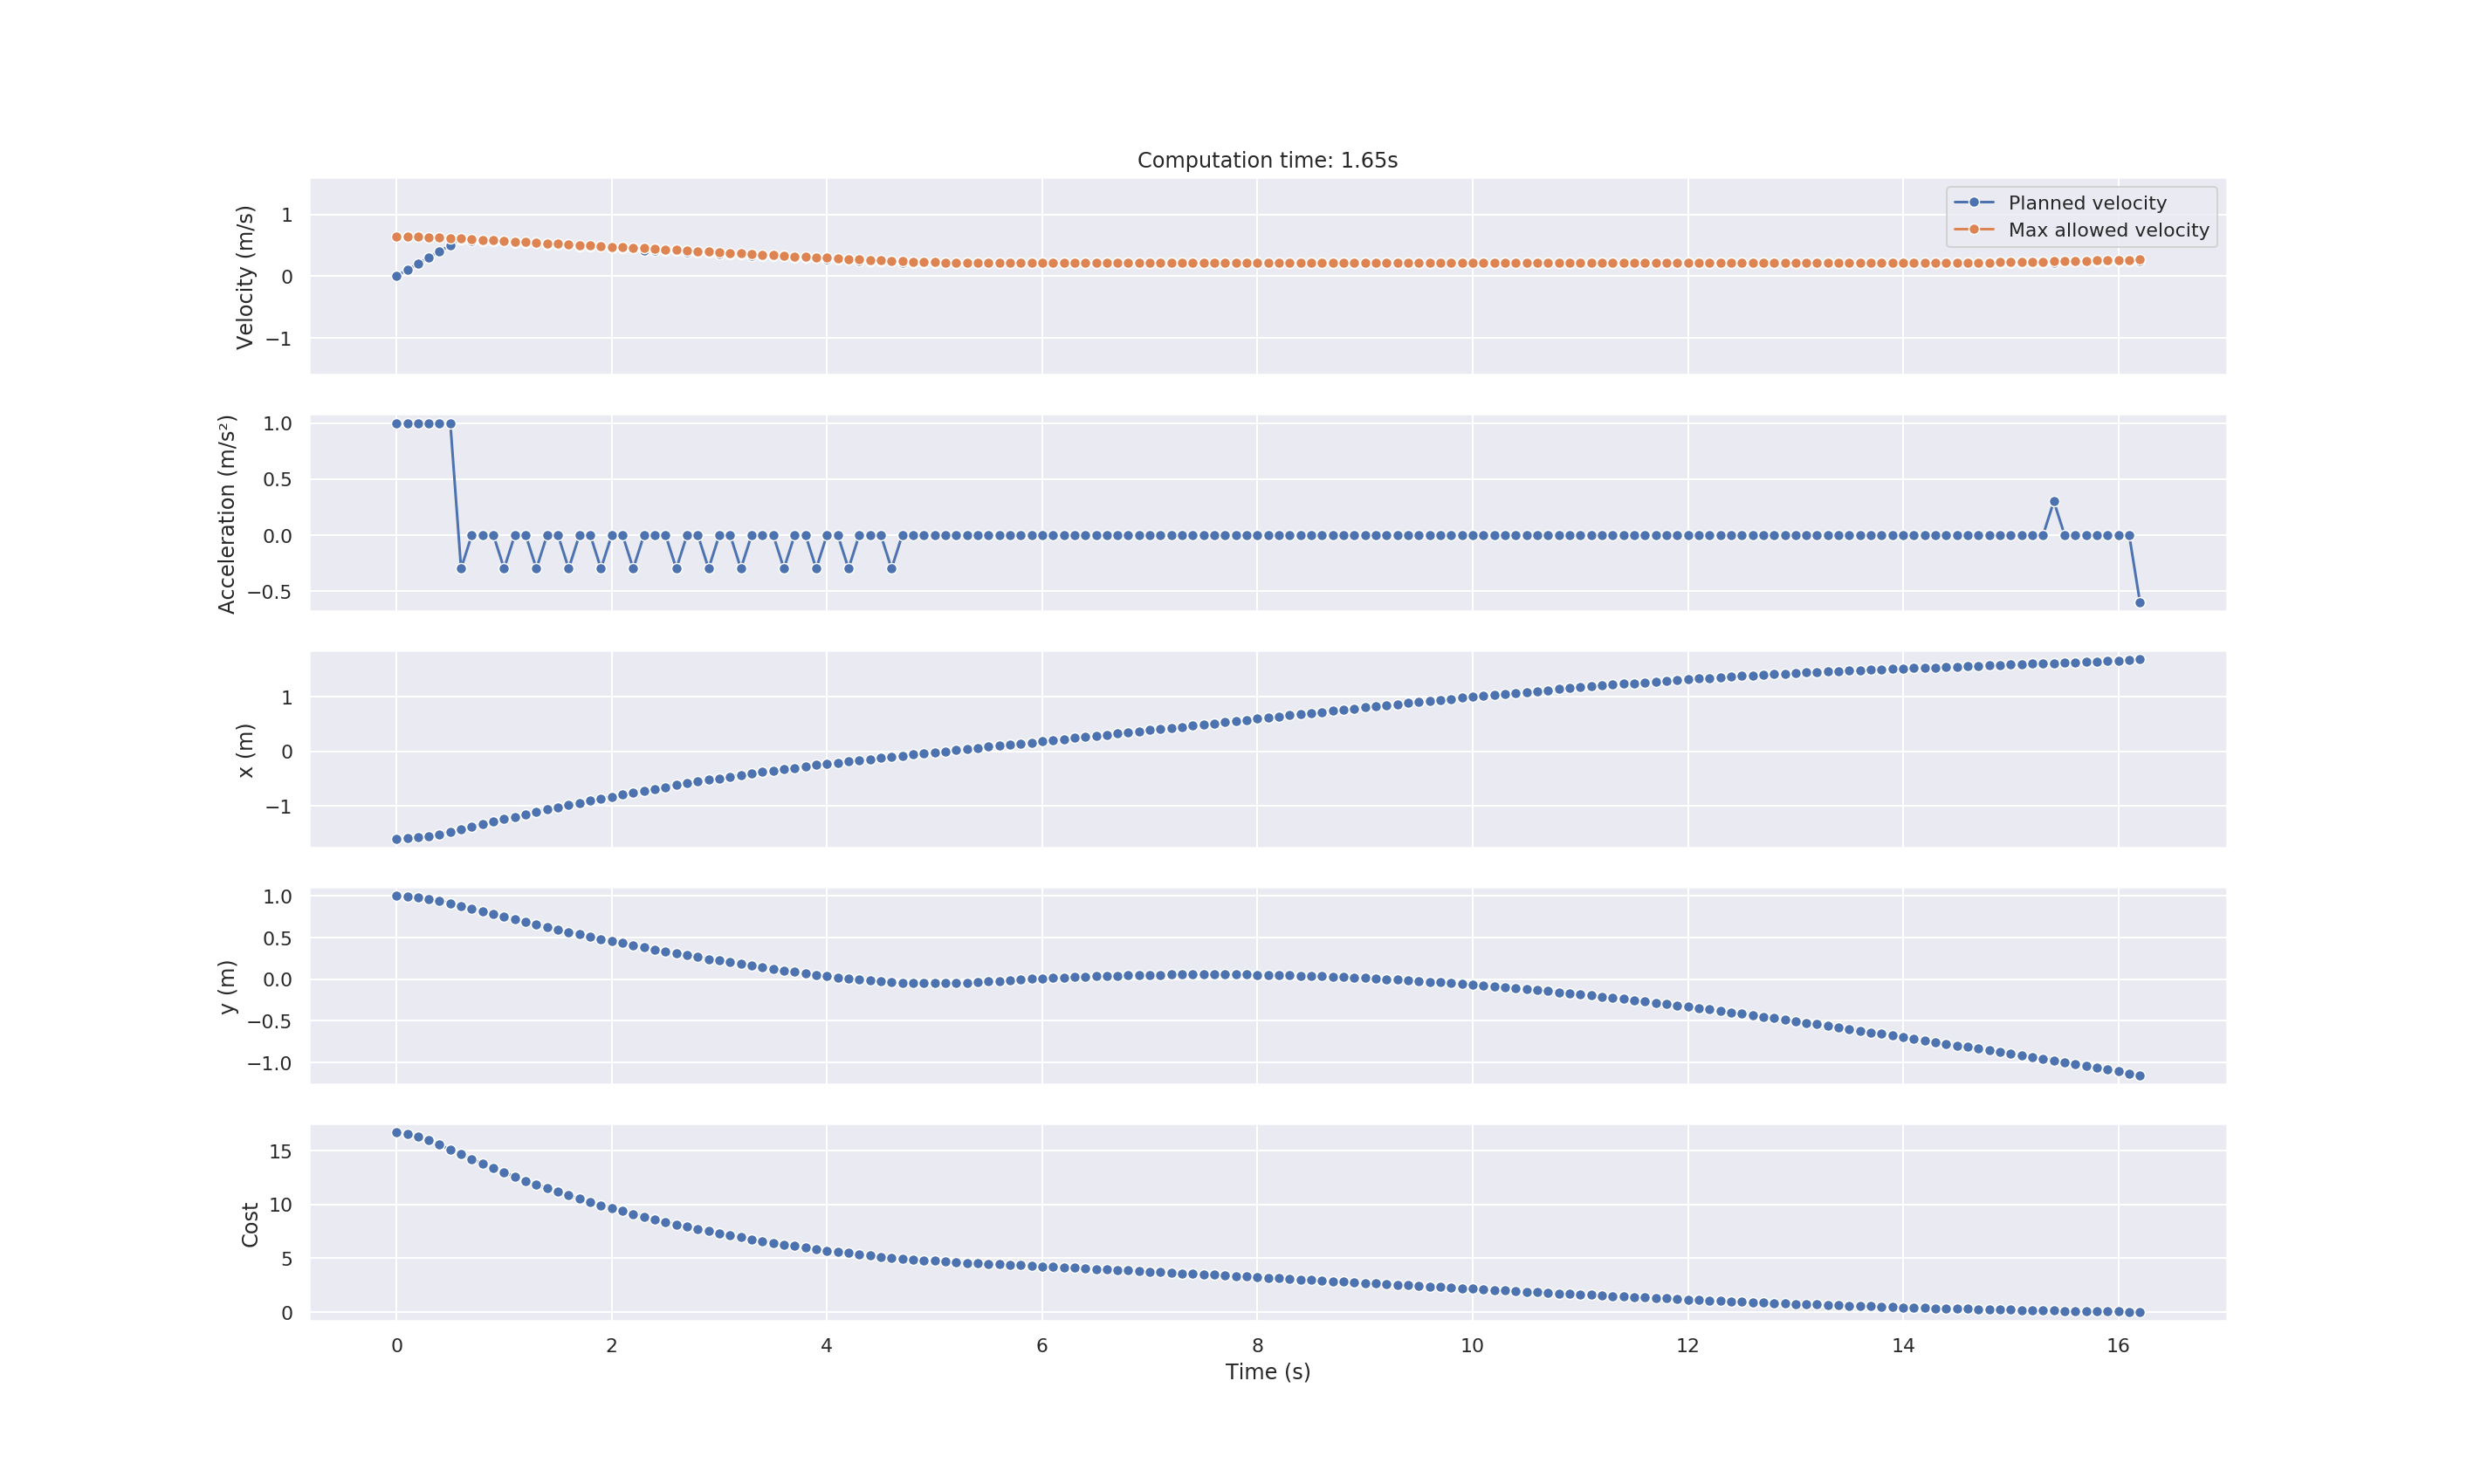 Computation time: 1.65s
Planned velocity
Max allowed velocity
Velocity (m/s)
1
0
−1
Acceleration (m/s²)
1.0
0.5
0.0
−0.5
x (m)
1
0
−1
y (m)
1.0
0.5
0.0
−0.5
−1.0
Cost
15
10
5
0
0 2 4 6 8 10 12 14 16
Time (s)